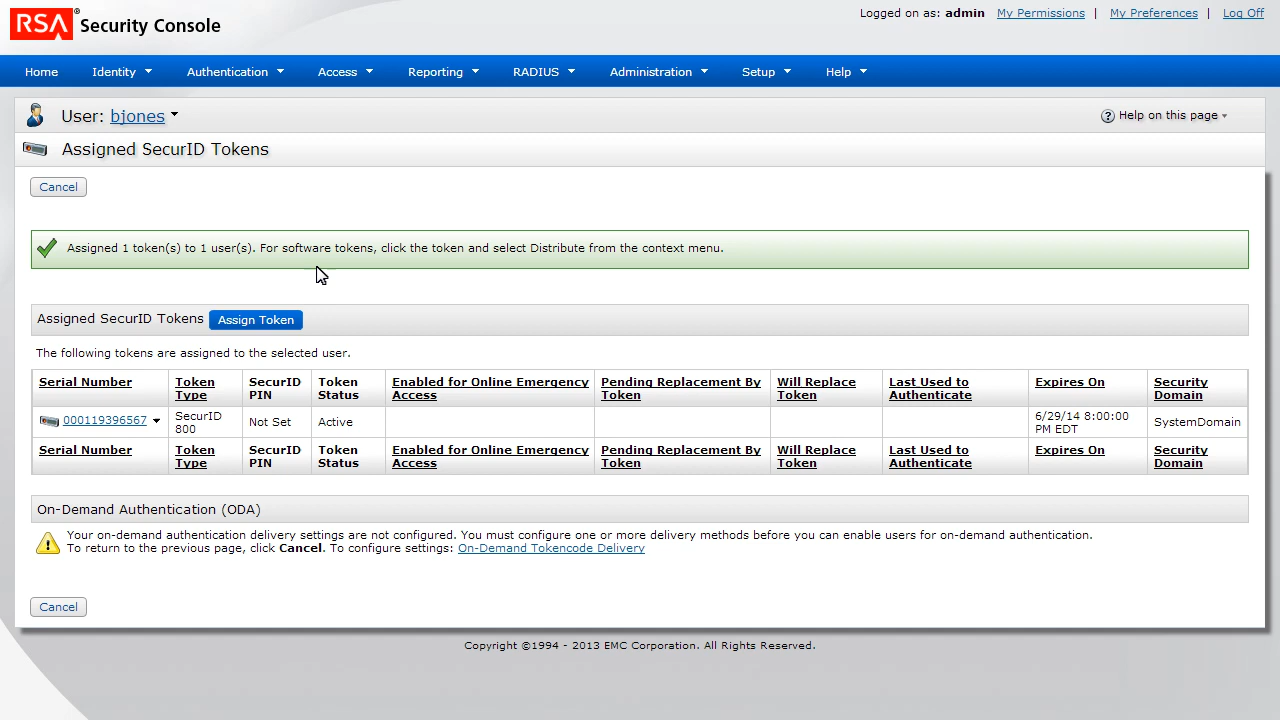 RSA® Security Console
Logged on as: admin My Permissions | My Preferences | Log Off
Home Identity Authentication Access Reporting RADIUS Administration Setup Help
User: bjones
? Help on this page
Assigned SecurID Tokens
Cancel
Assigned 1 token(s) to 1 user(s). For software tokens, click the token and select Distribute from the context menu.
Assigned SecurID Tokens Assign Token
The following tokens are assigned to the selected user.
Serial Number Token Type SecurID PIN Token Status Enabled for Online Emergency Access Pending Replacement By Token Will Replace Token Last Used to Authenticate Expires On Security Domain
000119396567 SecurID 800 Not Set Active 6/29/14 8:00:00 PM EDT SystemDomain
Serial Number Token Type SecurID PIN Token Status Enabled for Online Emergency Access Pending Replacement By Token Will Replace Token Last Used to Authenticate Expires On Security Domain
On-Demand Authentication (ODA)
Your on-demand authentication delivery settings are not configured. You must configure one or more delivery methods before you can enable users for on-demand authentication.
To return to the previous page, click Cancel. To configure settings: On-Demand Tokencode Delivery
Cancel
Copyright ©1994 - 2013 EMC Corporation. All Rights Reserved.